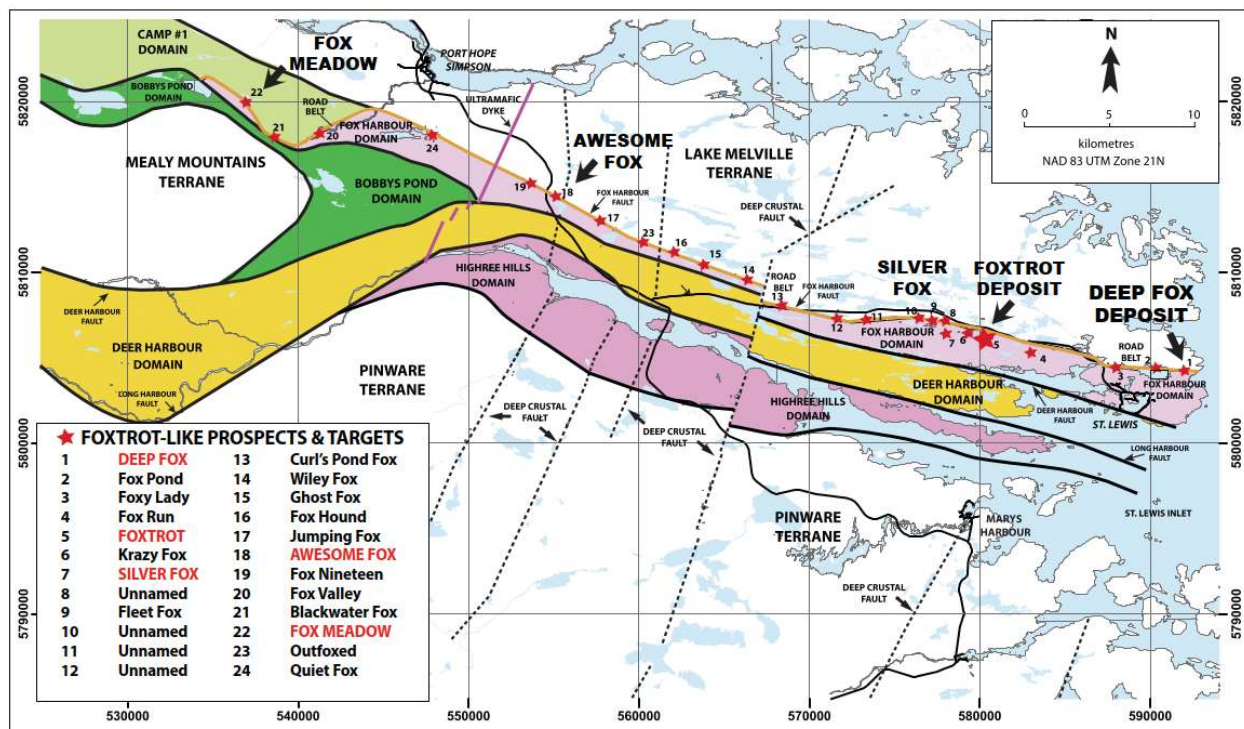 CAMP #1
DOMAIN
FOX
MEADOW
PORT HOPE
SIMPSON
N
0 5 10
kilometres
NAD 83 UTM Zone 21N
BOBBYS POND
DOMAIN
22
ROAD
BELT
ULTRAMAFIC
DYKE
21
20
FOX HARBOUR
DOMAIN
24
AWESOME
FOX
LAKE MELVILLE
TERRANE
MEALY MOUNTAINS
TERRANE
BOBBYS POND
DOMAIN
19
18
FOX HARBOUR
FAULT
17
DEEP CRUSTAL
FAULT
23
16
15
14
HIGHREE HILLS
DOMAIN
ROAD
BELT
13
FOX HARBOUR
FAULT
SILVER
FOX
FOXTROT
DEPOSIT
DEEP FOX
DEPOSIT
DEER HARBOUR
FAULT
12
11
10
9
8
FOX HARBOUR
DOMAIN
7
6
5
4
ROAD
BELT
3
2
1
FOX HARBOUR
DOMAIN
DEER HARBOUR
DOMAIN
LONG HARBOUR
FAULT
PINWARE
TERRANE
DEER HARBOUR
DOMAIN
DEER HARBOUR
FAULT
ST. LEWIS
HIGHREE HILLS
DOMAIN
DEEP CRUSTAL
FAULT
DEEP CRUSTAL
FAULT
LONG HARBOUR
FAULT
ST. LEWIS INLET
PINWARE
TERRANE
MARYS
HARBOUR
DEEP CRUSTAL
FAULT
FOXTROT-LIKE PROSPECTS & TARGETS
1 DEEP FOX 13 Curl's Pond Fox
2 Fox Pond 14 Wiley Fox
3 Foxy Lady 15 Ghost Fox
4 Fox Run 16 Fox Hound
5 FOXTROT 17 Jumping Fox
6 Krazy Fox 18 AWESOME FOX
7 SILVER FOX 19 Fox Nineteen
8 Unnamed 20 Fox Valley
9 Fleet Fox 21 Blackwater Fox
10 Unnamed 22 FOX MEADOW
11 Unnamed 23 Outfoxed
12 Unnamed 24 Quiet Fox
5820000
5810000
5820000
5810000
5800000
5790000
530000 540000 550000 560000 570000 580000 590000